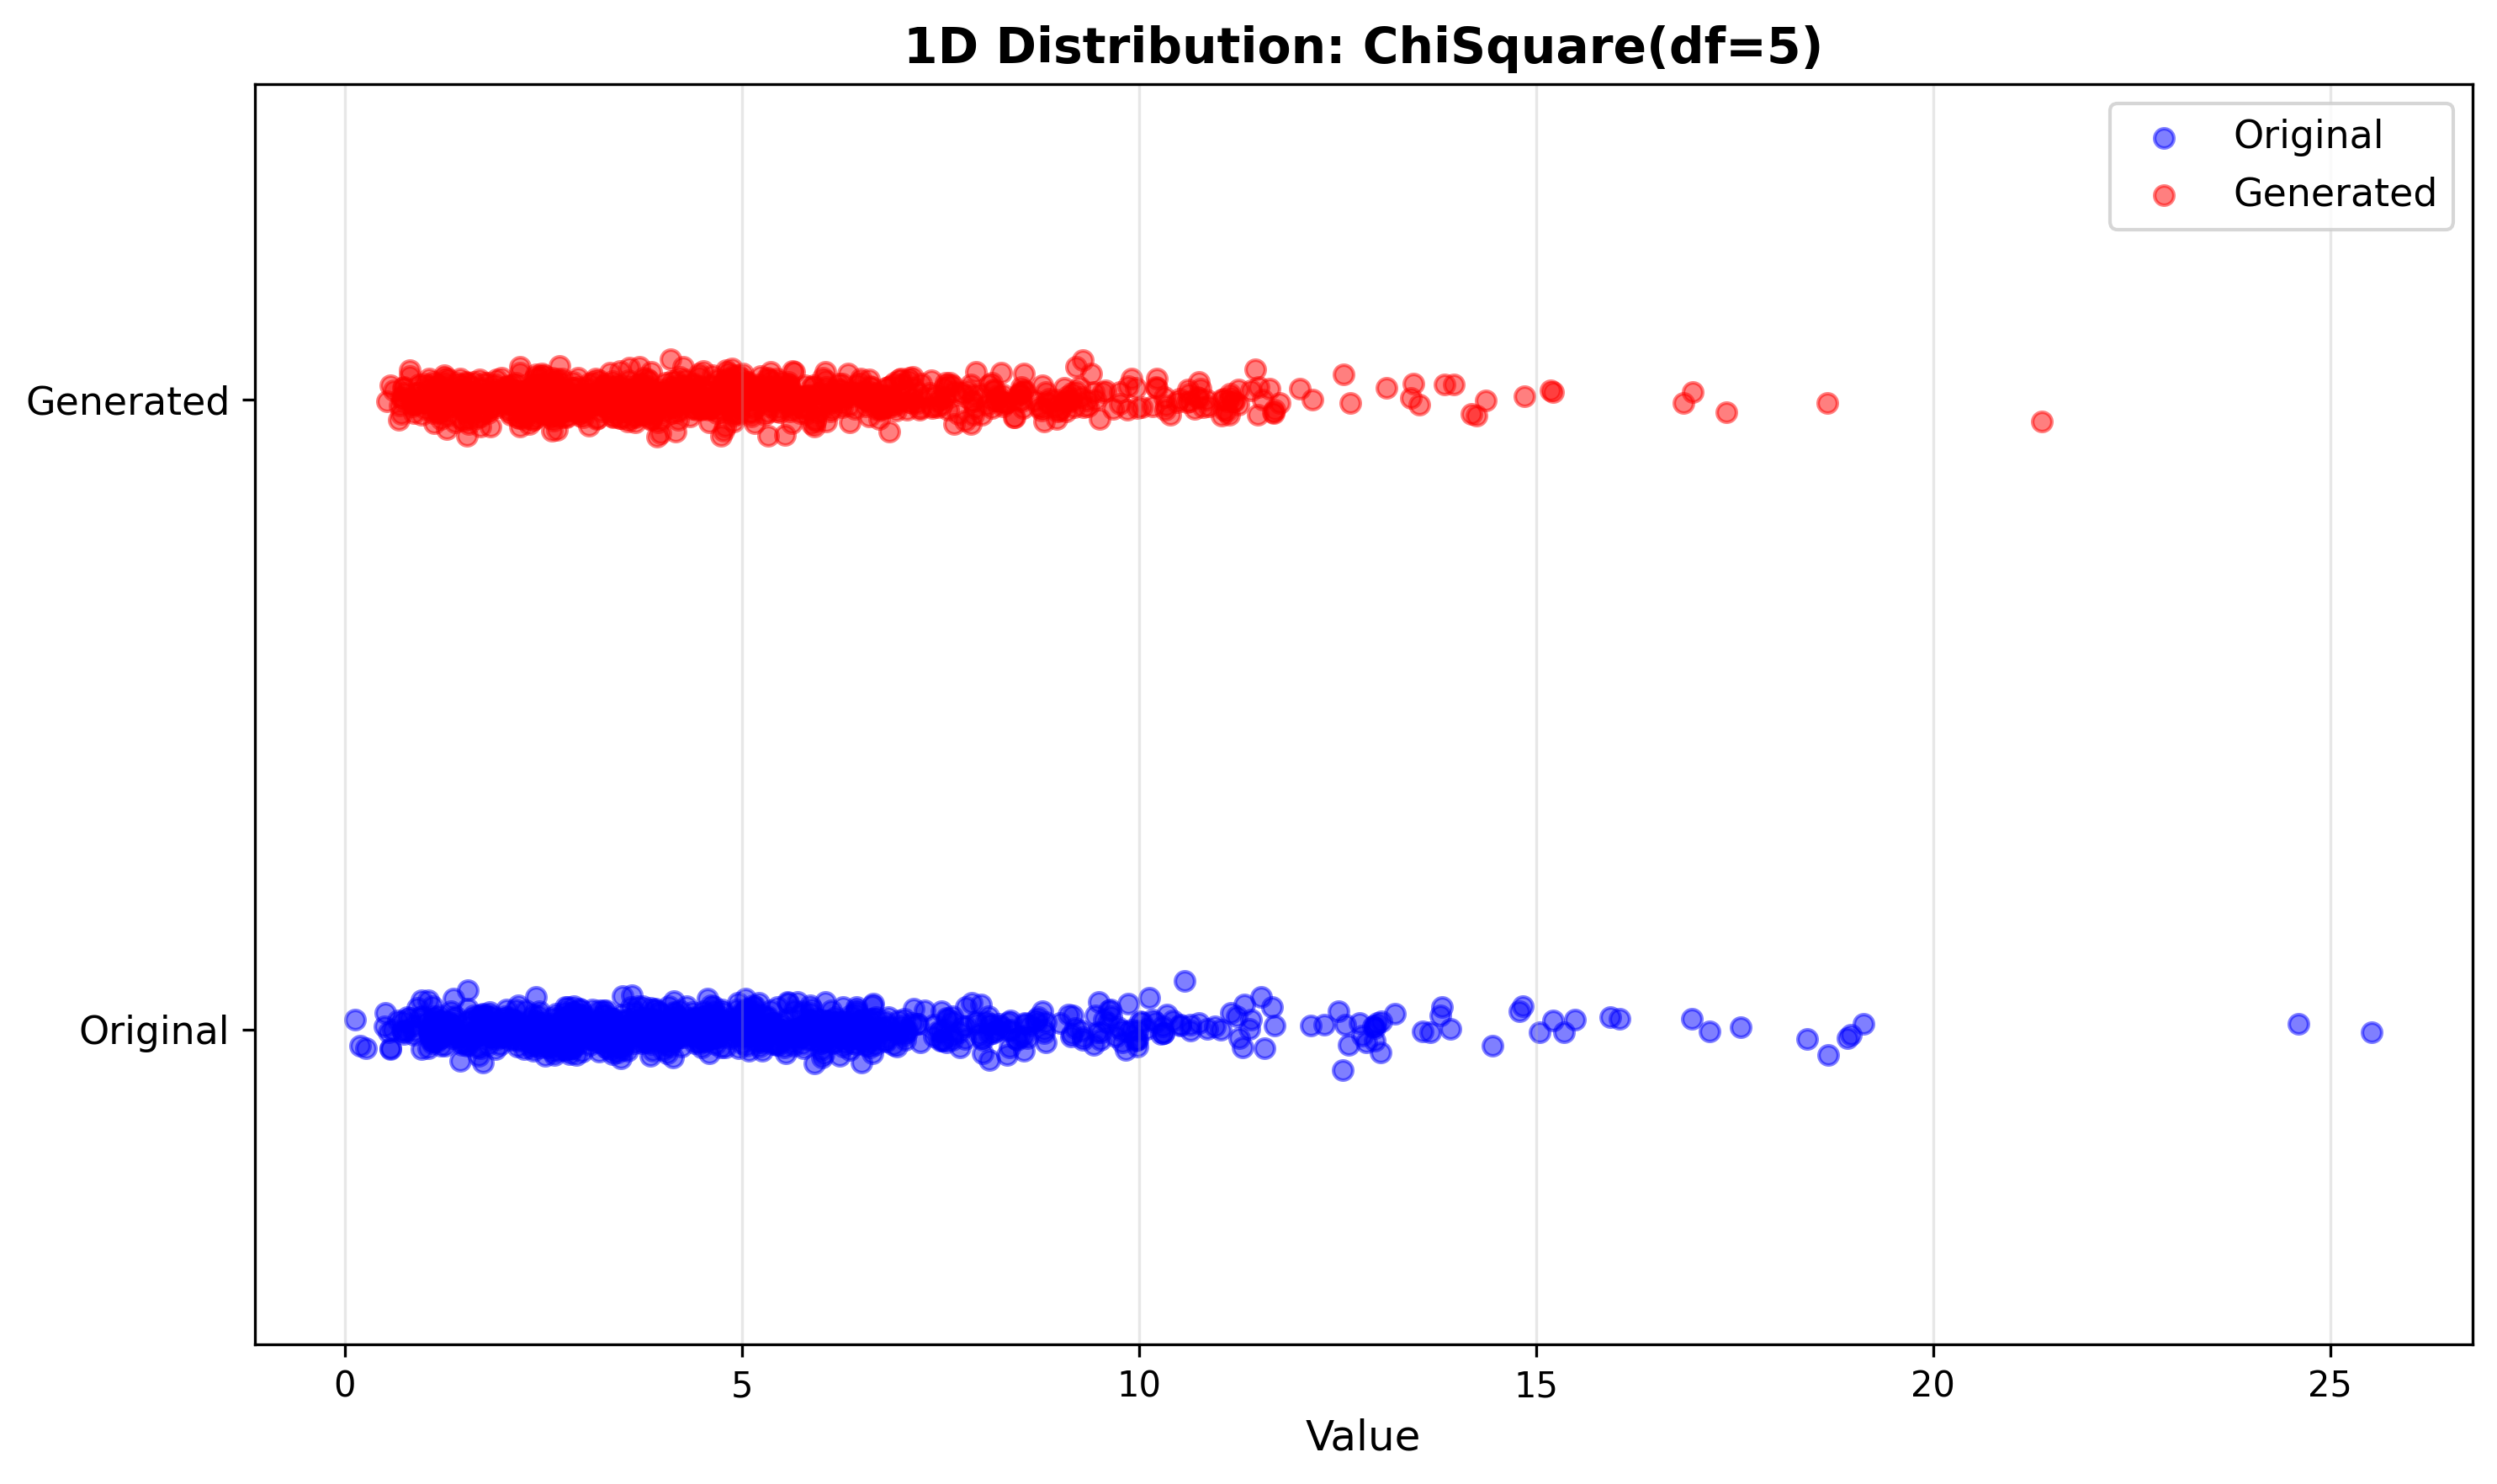 1D Distribution: ChiSquare(df=5)
Original
Generated
Generated
Original
0 5 10 15 20 25
Value